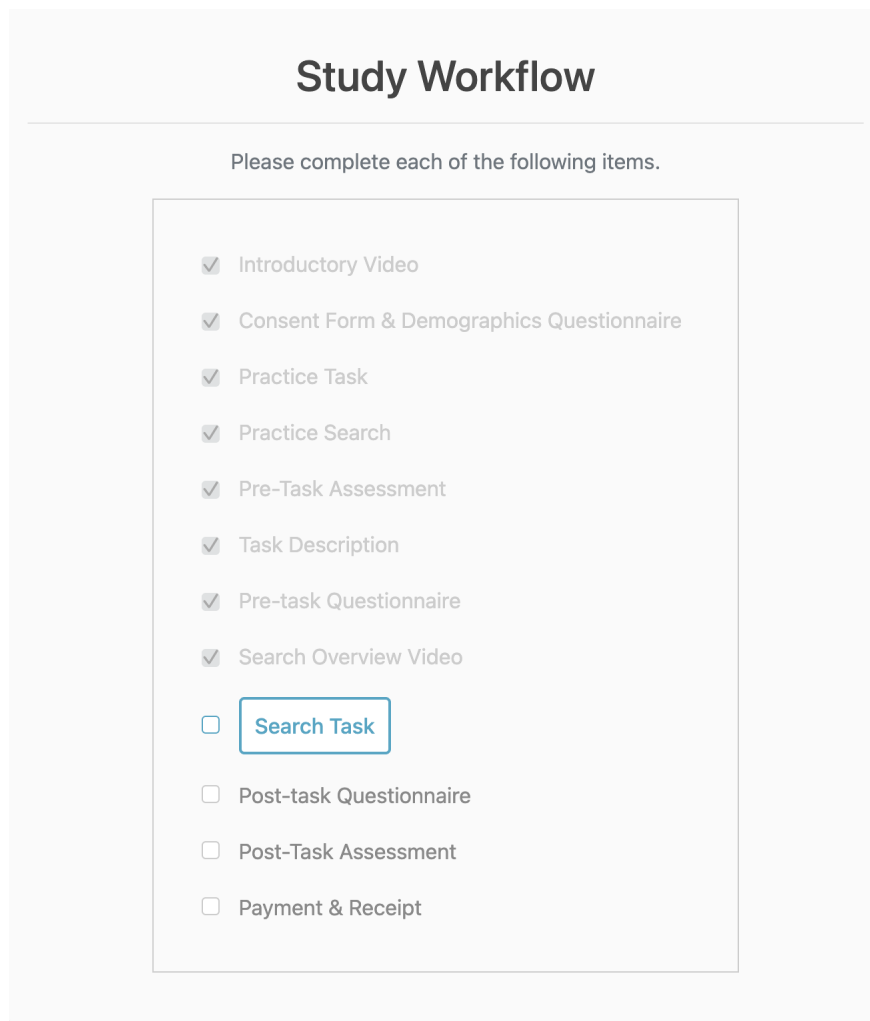 Study Workflow
Please complete each of the following items.
Introductory Video
Consent Form & Demographics Questionnaire
Practice Task
Practice Search
Pre-Task Assessment
Task Description
Pre-task Questionnaire
Search Overview Video
Search Task
Post-task Questionnaire
Post-Task Assessment
Payment & Receipt